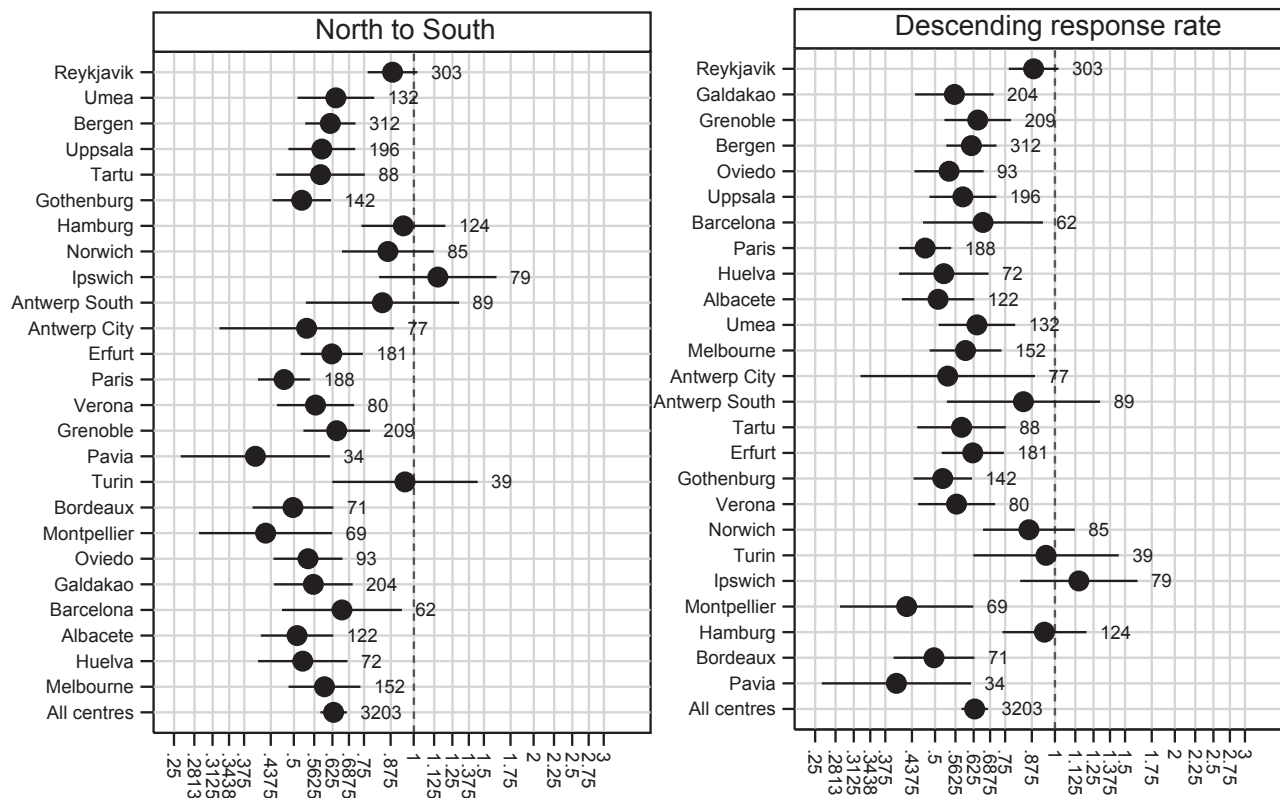 North to South
Reykjavik 303
Umea 132
Bergen 312
Uppsala 196
Tartu 88
Gothenburg 142
Hamburg 124
Norwich 85
Ipswich 79
Antwerp South 89
Antwerp City 77
Erfurt 181
Paris 188
Verona 80
Grenoble 209
Pavia 34
Turin 39
Bordeaux 71
Montpellier 69
Oviedo 93
Galdakao 204
Barcelona 62
Albacete 122
Huelva 72
Melbourne 152
All centres 3203
.25 .2813 .3125 .3438 .375 .4375 .5 .5625 .625 .6875 .75 .875 1 1.125 1.25 1.375 1.5 1.75 2 2.25 2.5 2.75 3
Descending response rate
Reykjavik 303
Galdakao 204
Grenoble 209
Bergen 312
Oviedo 93
Uppsala 196
Barcelona 62
Paris 188
Huelva 72
Albacete 122
Umea 132
Melbourne 152
Antwerp City 77
Antwerp South 89
Tartu 88
Erfurt 181
Gothenburg 142
Verona 80
Norwich 85
Turin 39
Ipswich 79
Montpellier 69
Hamburg 124
Bordeaux 71
Pavia 34
All centres 3203
.25 .2813 .3125 .3438 .375 .4375 .5 .5625 .625 .6875 .75 .875 1 1.125 1.25 1.375 1.5 1.75 2 2.25 2.5 2.75 3